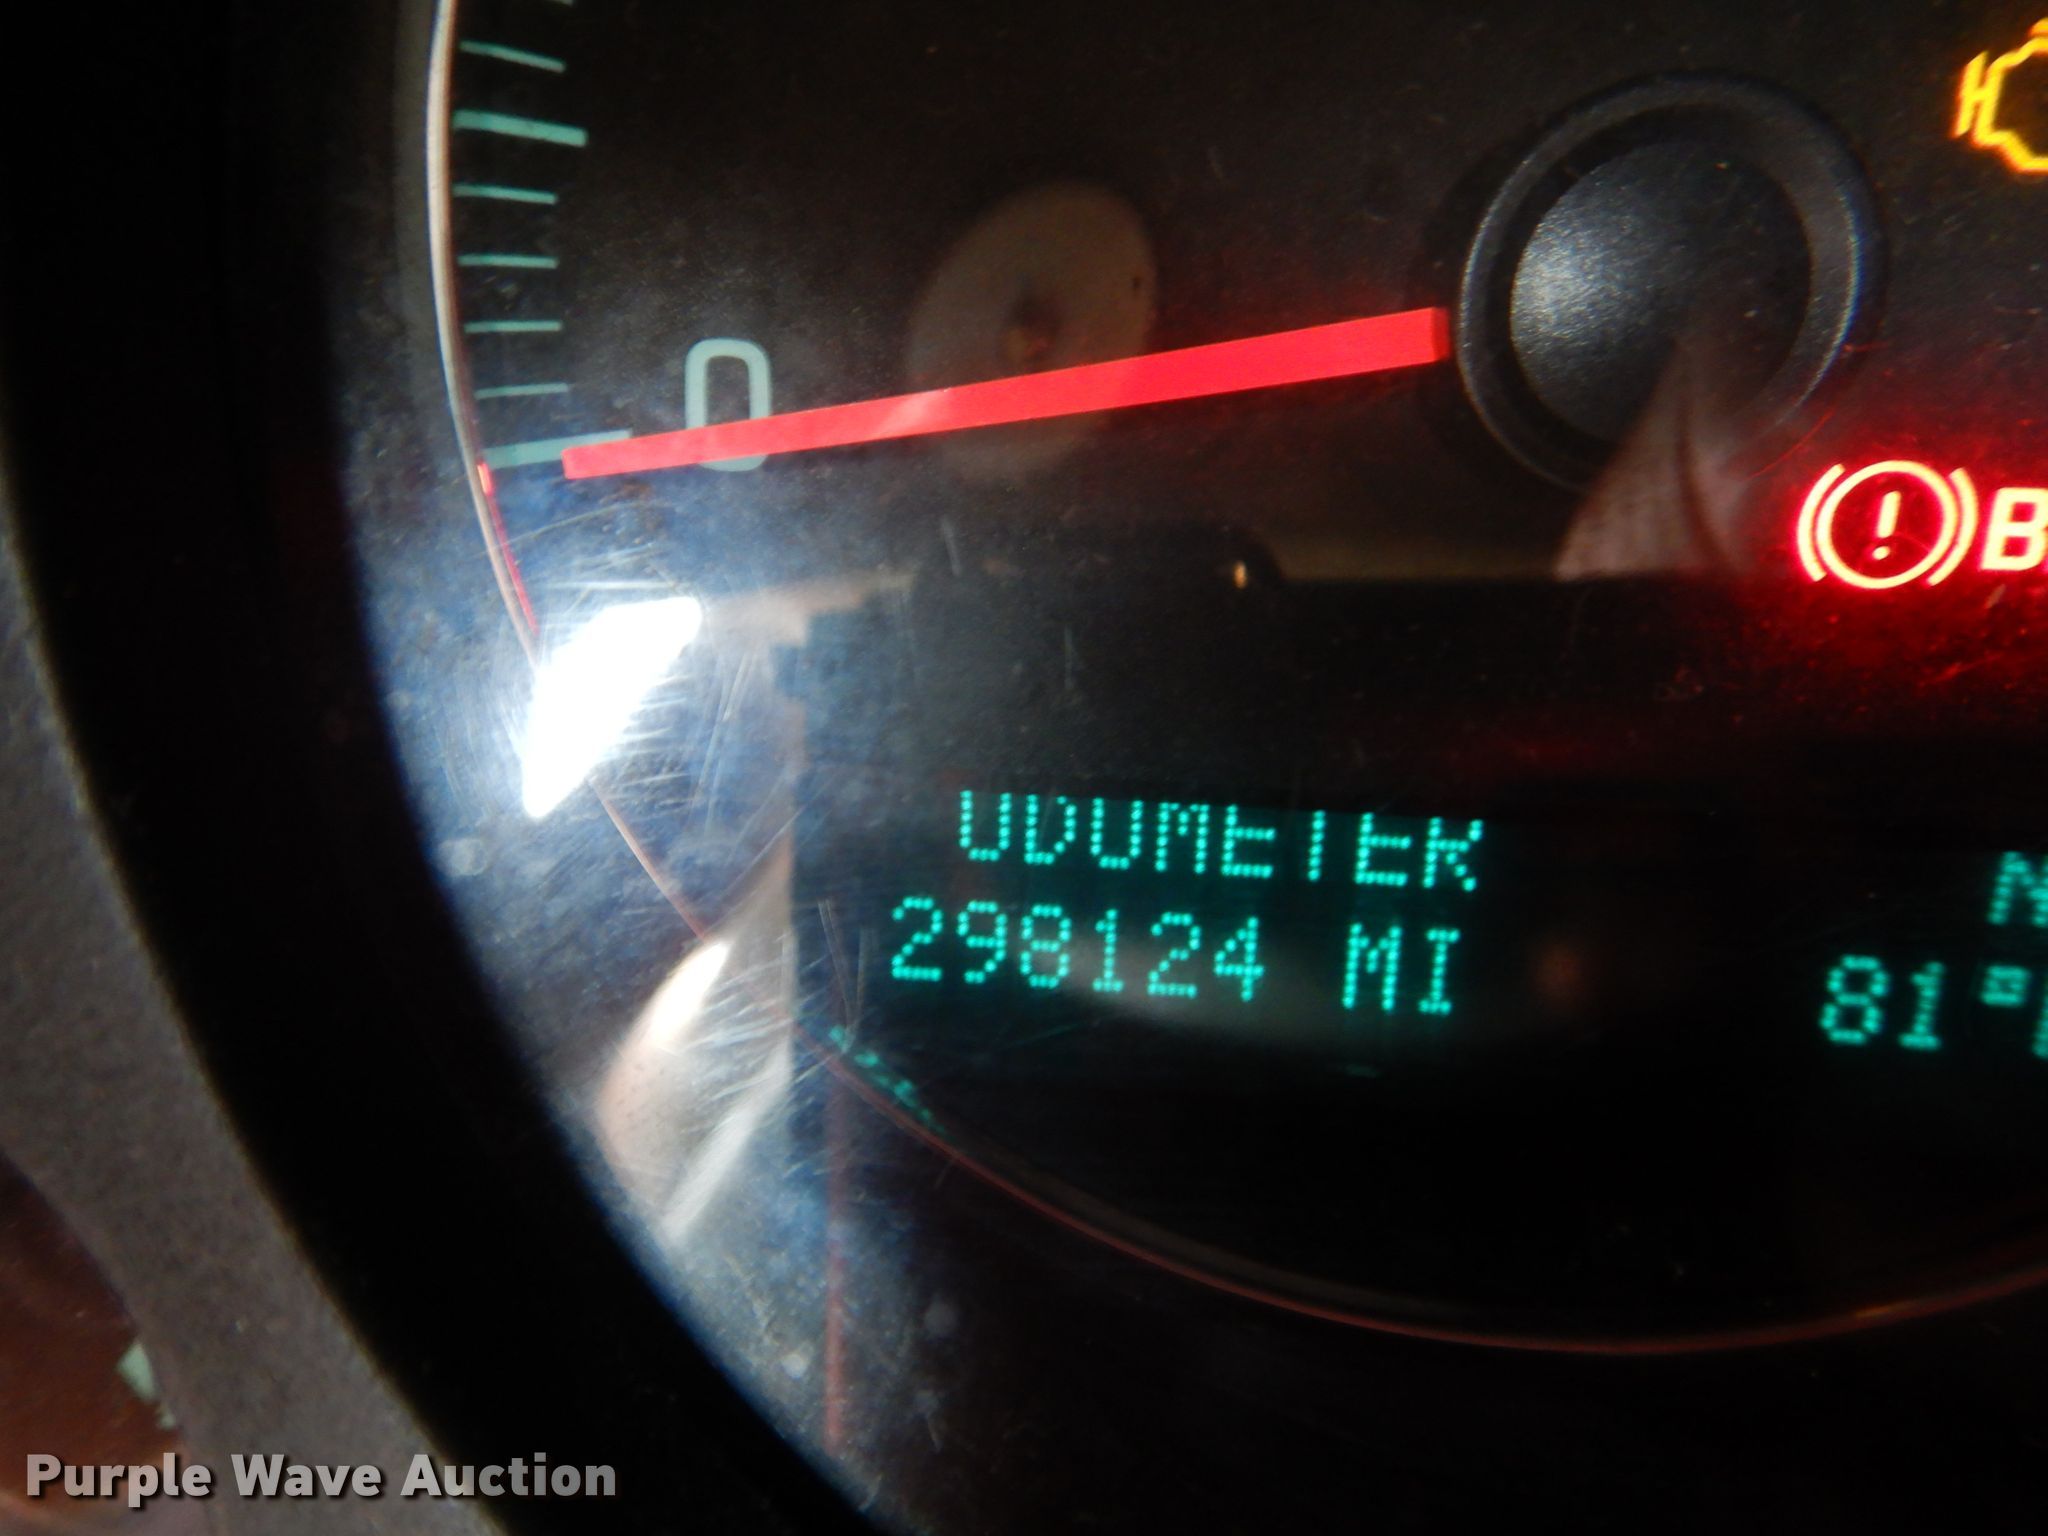 0
B
ODOMETER
298124 MI
N
81°
Purple Wave Auction